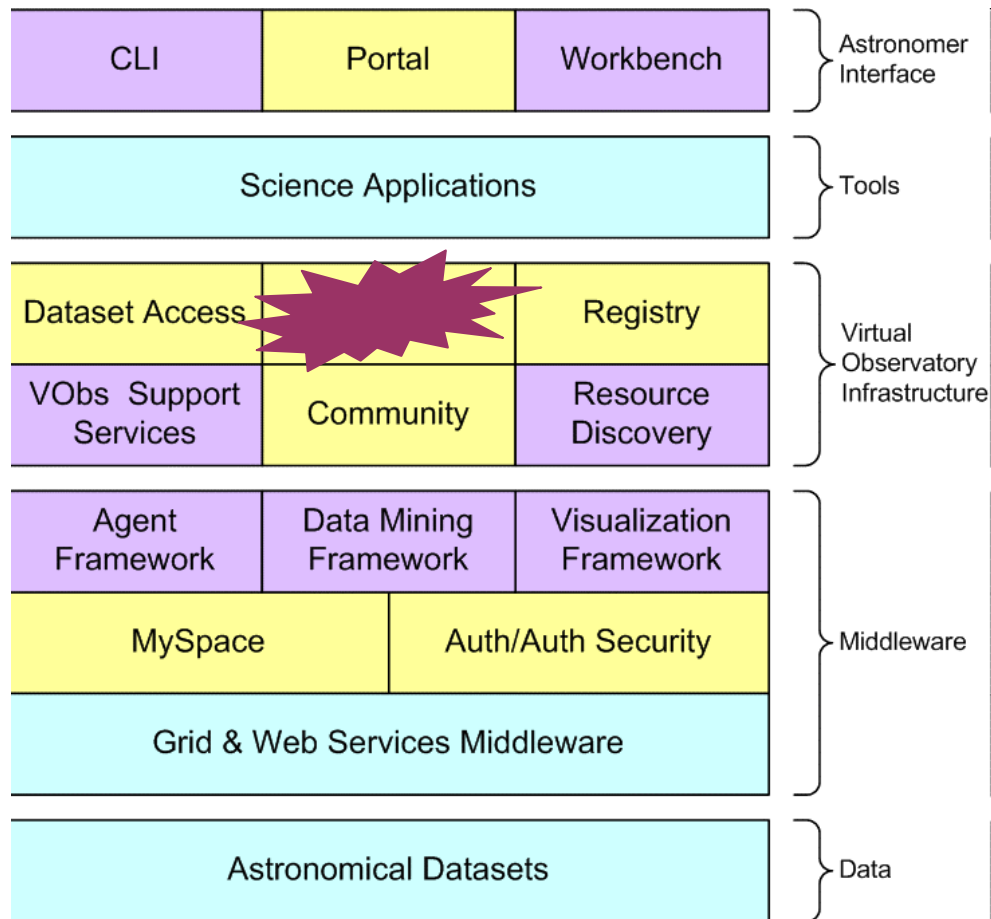 CLI
Portal
Workbench
Astronomer
Interface
Science Applications
Tools
Dataset Access
Registry
VObs  Support
Services
Community
Resource
Discovery
Virtual
Observatory
Infrastructure
Agent
Framework
Data Mining
Framework
Visualization
Framework
MySpace
Auth/Auth Security
Grid & Web Services Middleware
Middleware
Astronomical Datasets
Data